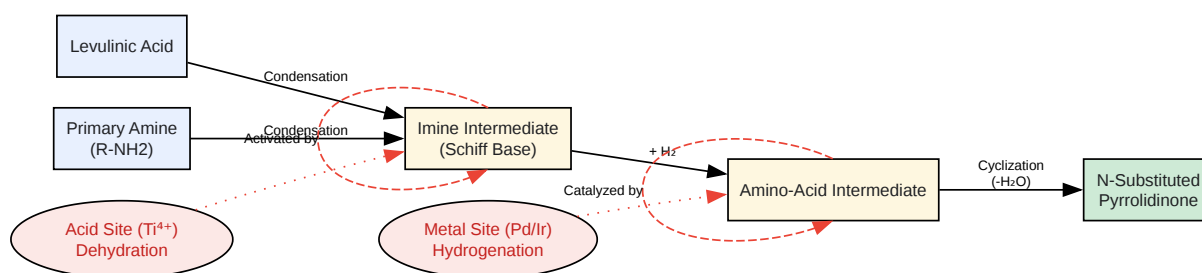 Levulinic Acid
Condensation
Primary Amine
(R-NH2)
Condensation
Activated by
Imine Intermediate
(Schiff Base)
+ H₂
Catalyzed by
Amino-Acid Intermediate
Cyclization
(-H₂O)
N-Substituted
Pyrrolidinone
Acid Site (Ti⁴⁺)
Dehydration
Metal Site (Pd/Ir)
Hydrogenation